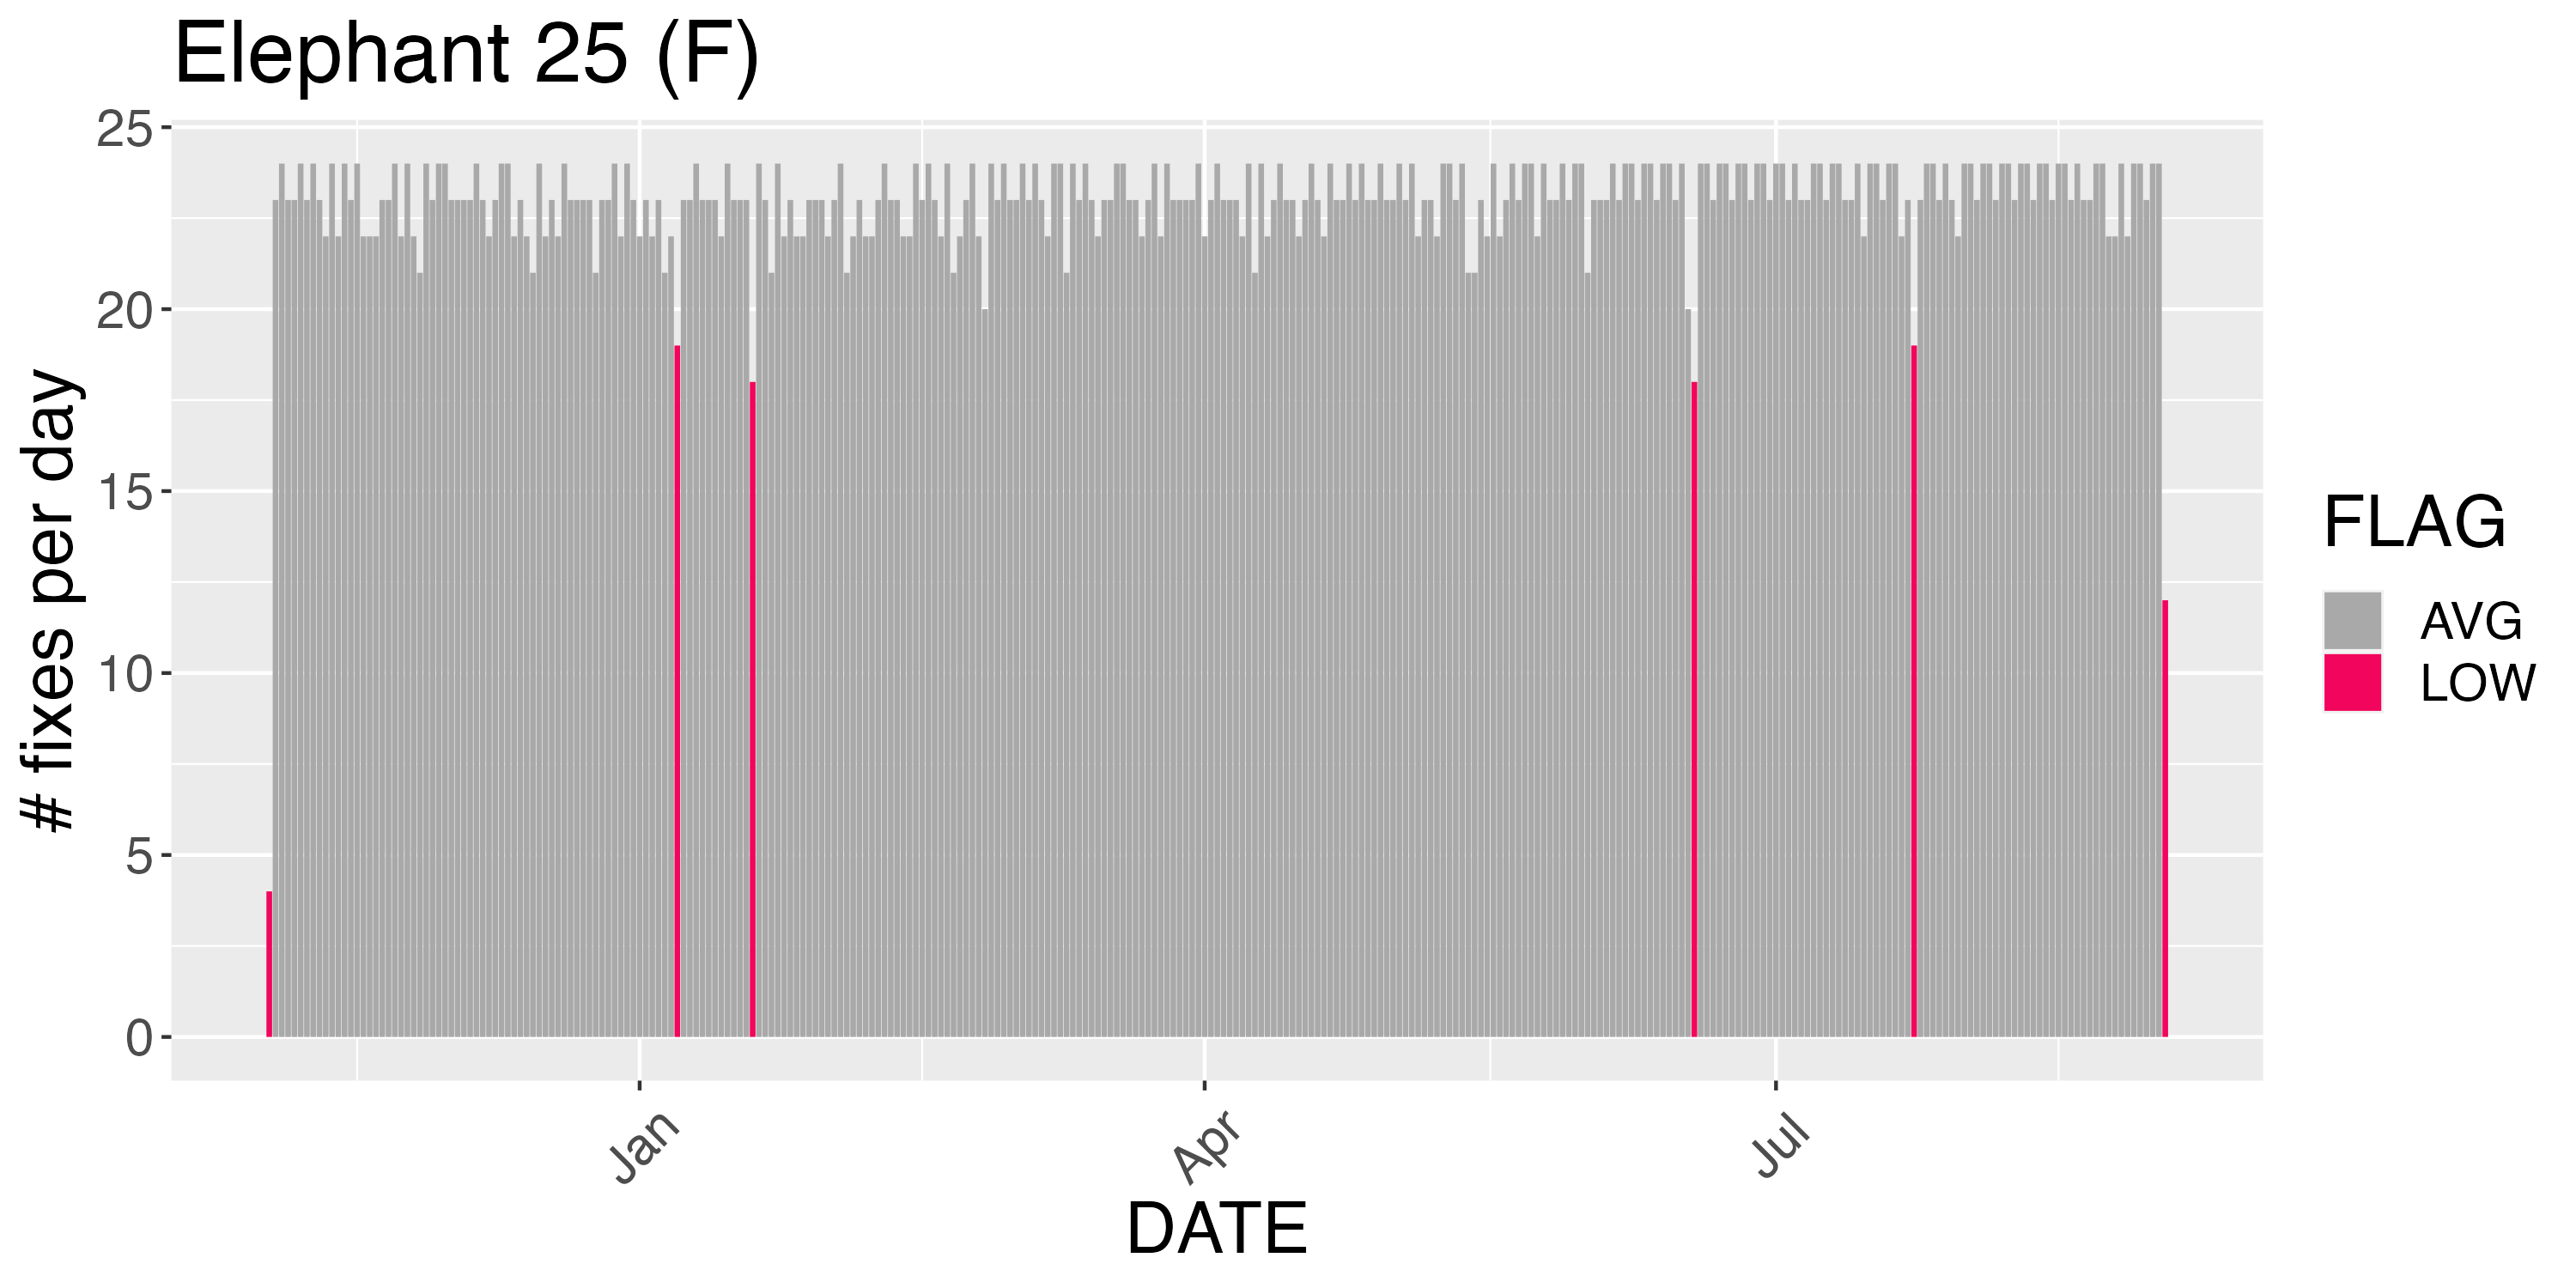 Elephant 25 (F)
# fixes per day
25
20
15
10
5
0
Jan
Apr
Jul
DATE
FLAG
AVG
LOW